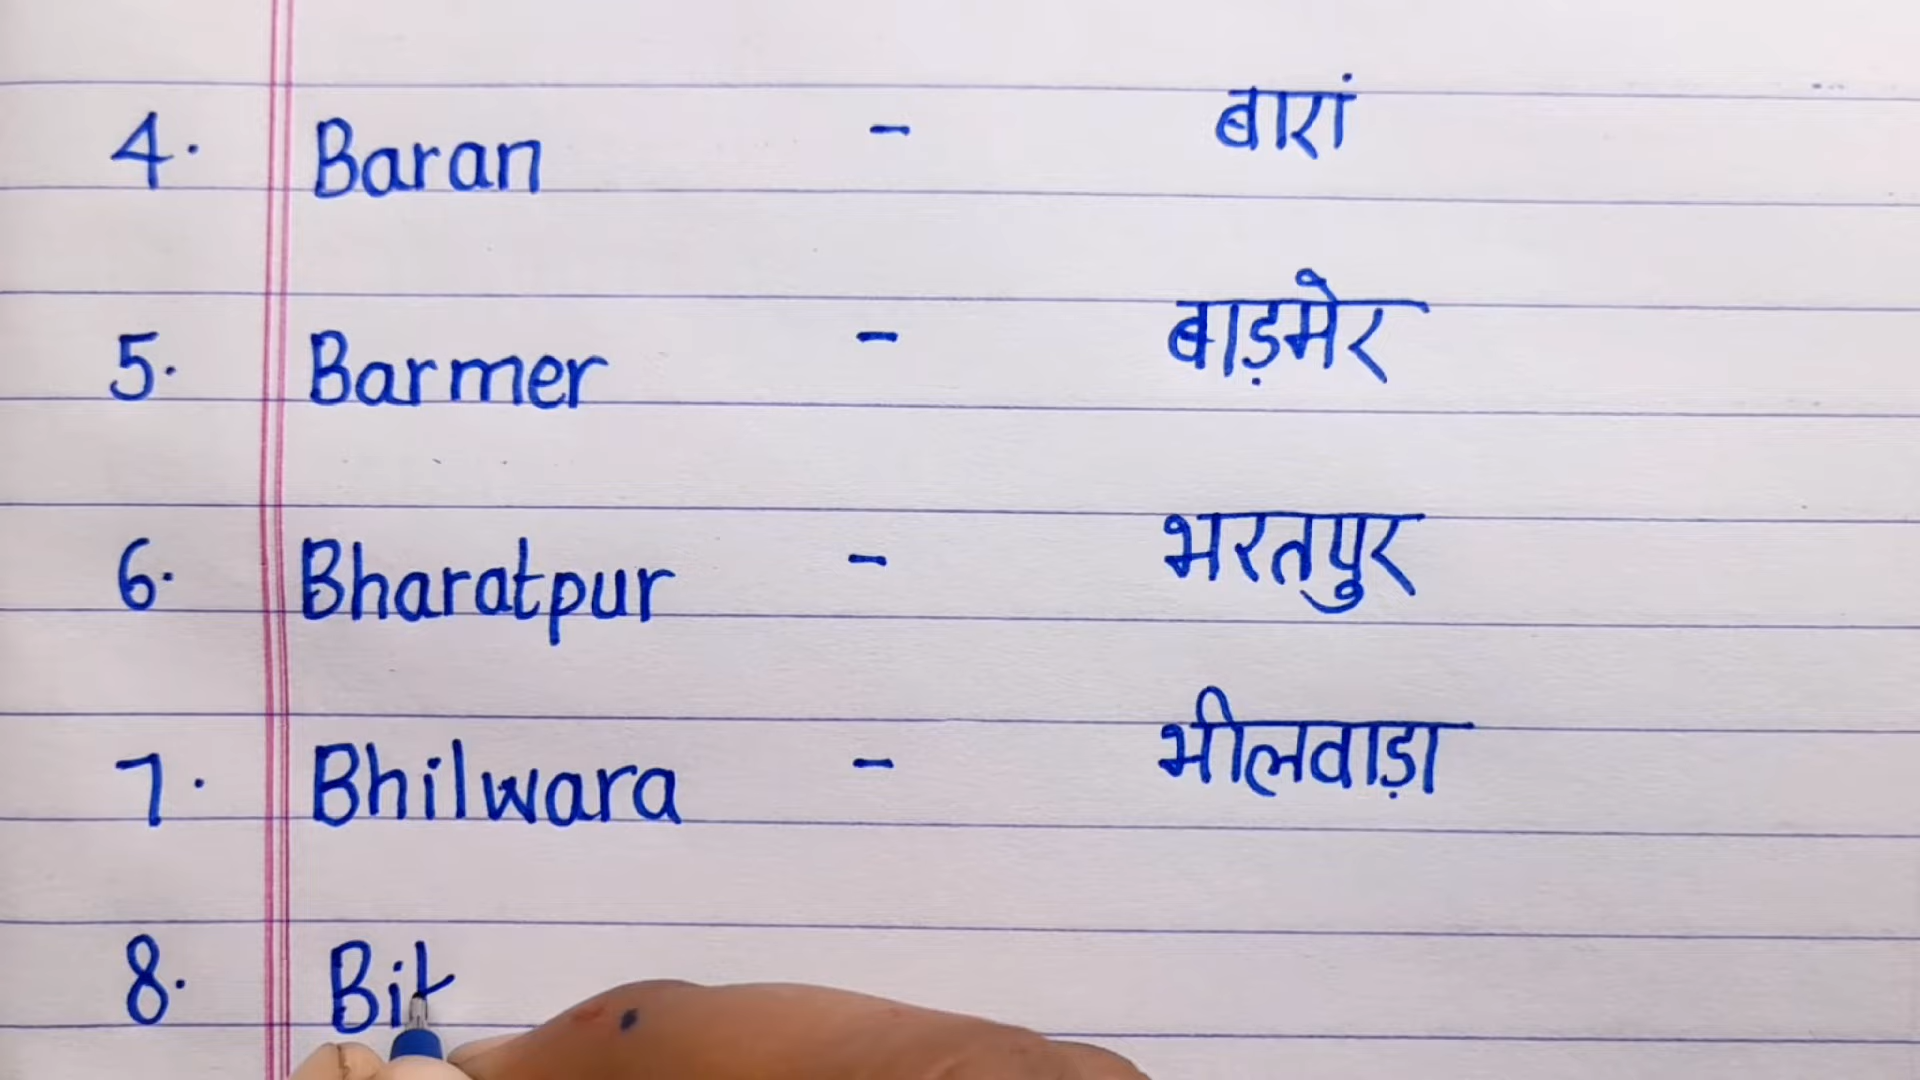 4. Baran - बारां
5. Barmer - बाड़मेर
6. Bharatpur - भरतपुर
7. Bhilwara - भीलवाड़ा
8.